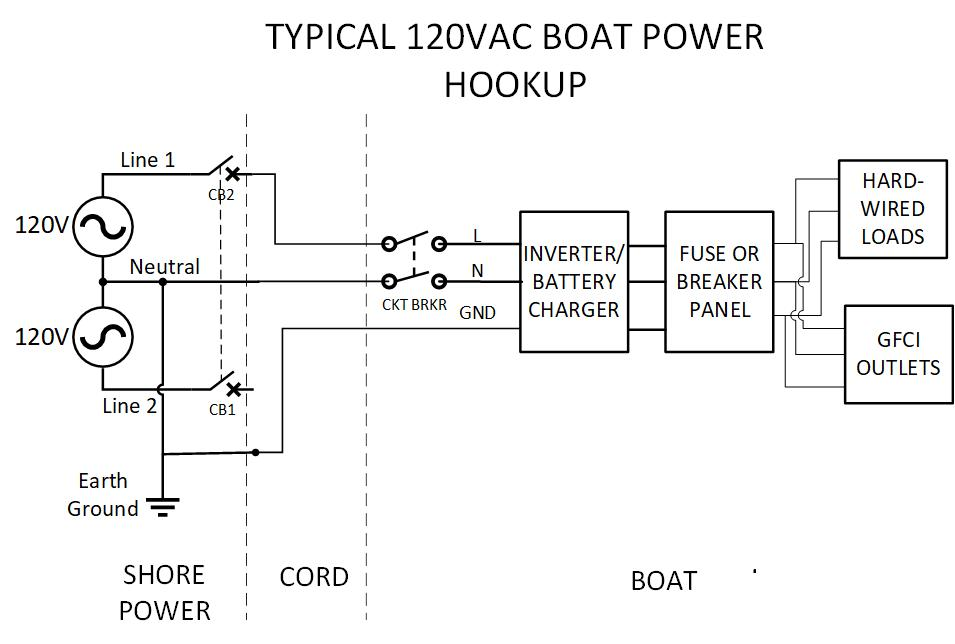 TYPICAL 120VAC BOAT POWER
HOOKUP
Line 1
CB2
120V
Neutral
120V
Line 2
CB1
Earth
Ground
L
N
CKT BRKR
GND
INVERTER/
BATTERY
CHARGER
FUSE OR
BREAKER
PANEL
HARD-
WIRED
LOADS
GFCI
OUTLETS
SHORE
POWER
CORD
BOAT